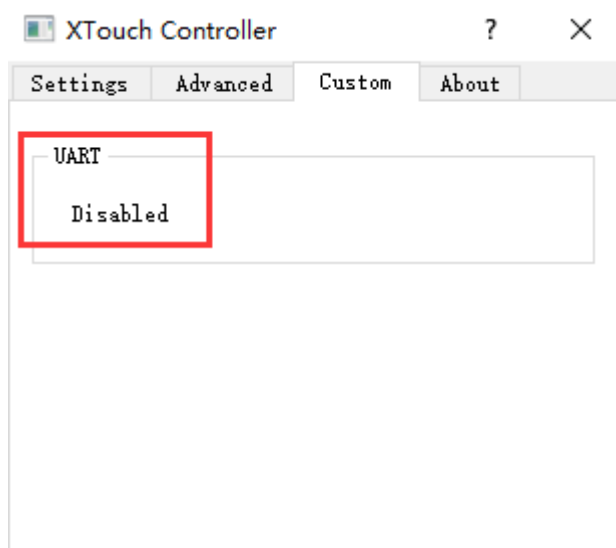 XTouch Controller ? ×
Settings Advanced Custom About
UART
Disabled